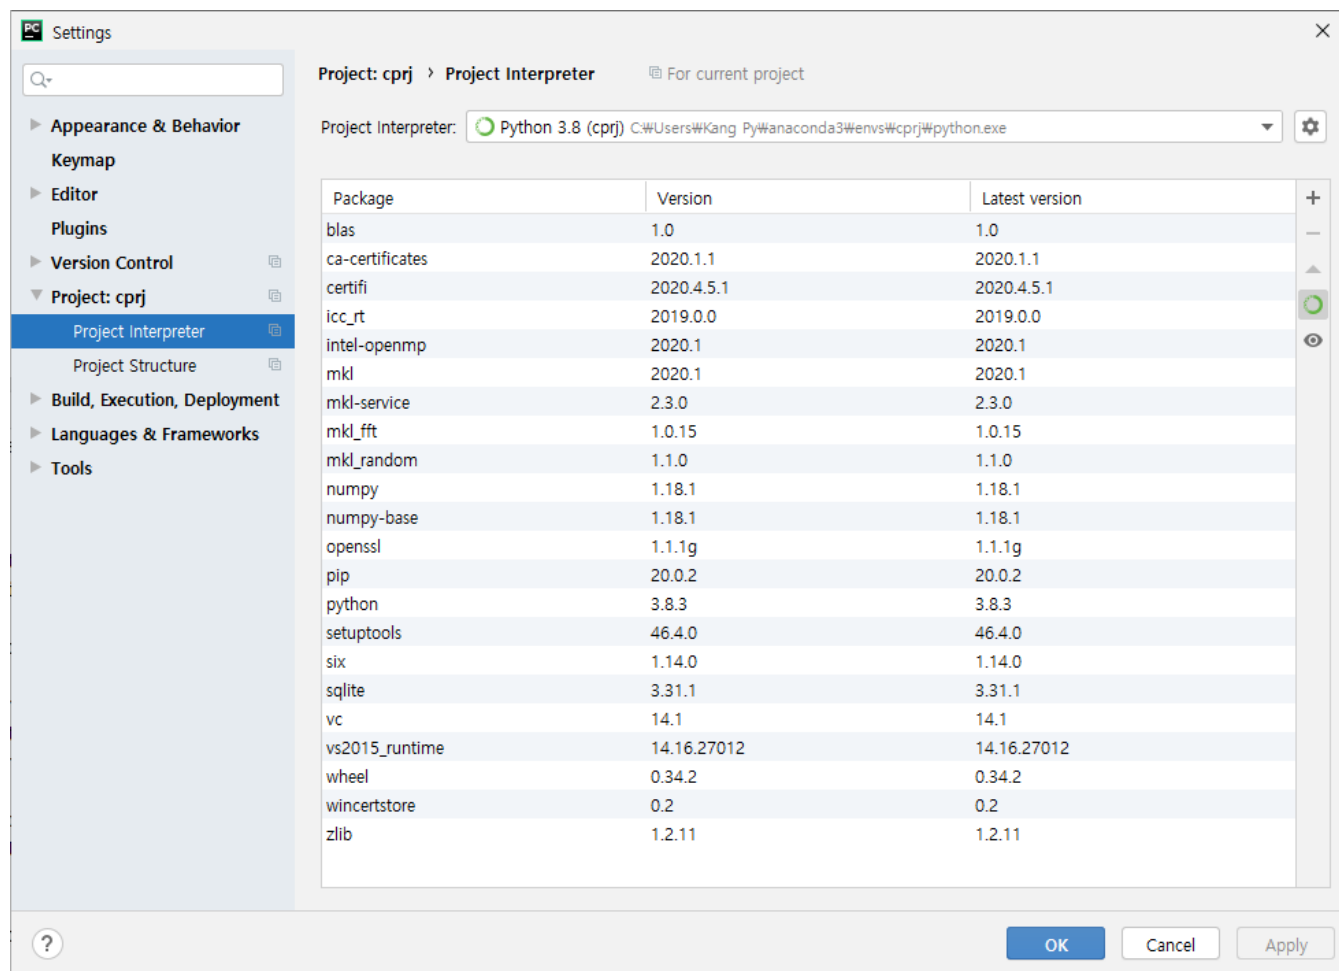 PC Settings
Project: cprj › Project Interpreter For current project
Appearance & Behavior
Keymap
Editor
Plugins
Version Control
Project: cprj
Project Interpreter
Project Structure
Build, Execution, Deployment
Languages & Frameworks
Tools
Project Interpreter: Python 3.8 (cprj) C:₩Users₩Kang Py₩anaconda3₩envs₩cprj₩python.exe
Package Version Latest version
blas 1.0 1.0
ca-certificates 2020.1.1 2020.1.1
certifi 2020.4.5.1 2020.4.5.1
icc_rt 2019.0.0 2019.0.0
intel-openmp 2020.1 2020.1
mkl 2020.1 2020.1
mkl-service 2.3.0 2.3.0
mkl_fft 1.0.15 1.0.15
mkl_random 1.1.0 1.1.0
numpy 1.18.1 1.18.1
numpy-base 1.18.1 1.18.1
openssl 1.1.1g 1.1.1g
pip 20.0.2 20.0.2
python 3.8.3 3.8.3
setuptools 46.4.0 46.4.0
six 1.14.0 1.14.0
sqlite 3.31.1 3.31.1
vc 14.1 14.1
vs2015_runtime 14.16.27012 14.16.27012
wheel 0.34.2 0.34.2
wincertstore 0.2 0.2
zlib 1.2.11 1.2.11
? OK Cancel Apply